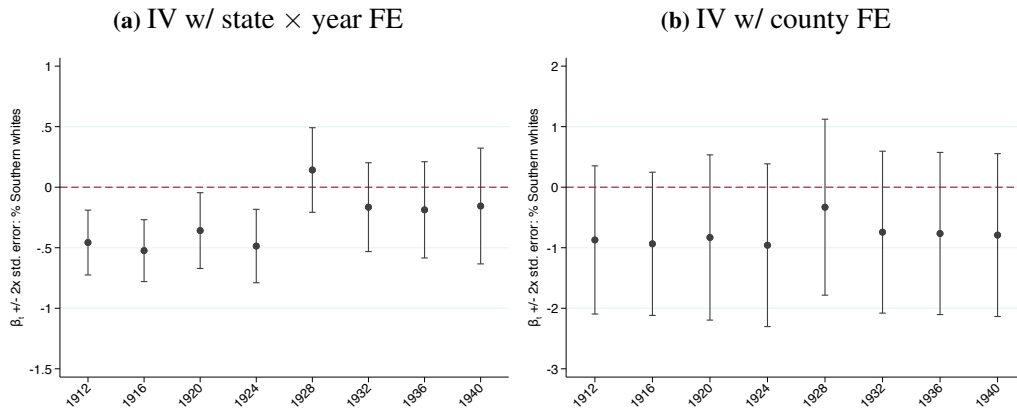 (a) IV w/ state × year FE
β_t +/- 2x std. error: % Southern whites
1
.5
0
-.5
-1
-1.5
1912 1916 1920 1924 1928 1932 1936 1940
(b) IV w/ county FE
β_t +/- 2x std. error: % Southern whites
2
1
0
-1
-2
-3
1912 1916 1920 1924 1928 1932 1936 1940